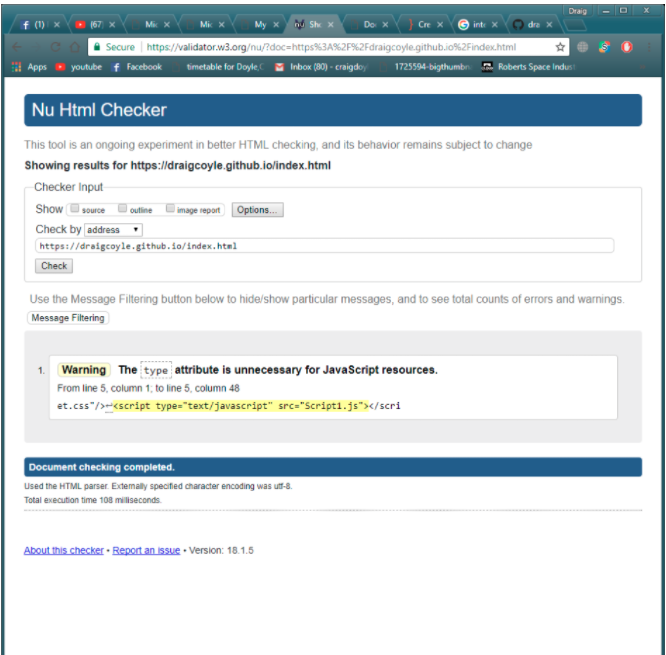 Draig
(1) (67) Mic Mic My Sho Do Cre inte dra
Secure | https://validator.w3.org/nu/?doc=https%3A%2F%2Fdraigcoyle.github.io%2Findex.html
Apps youtube Facebook timetable for Doyle, Inbox (80) - craigdoy 1725594-bigthumbn Roberts Space Indust
Nu Html Checker
This tool is an ongoing experiment in better HTML checking, and its behavior remains subject to change
Showing results for https://draigcoyle.github.io/index.html
Checker Input
Show source outline image report Options...
Check by address
https://draigcoyle.github.io/index.html
Check
Use the Message Filtering button below to hide/show particular messages, and to see total counts of errors and warnings.
Message Filtering
1. Warning The type attribute is unnecessary for JavaScript resources.
From line 5, column 1; to line 5, column 48
et.css"/>↩<script type="text/javascript" src="Script1.js"></scri
Document checking completed.
Used the HTML parser. Externally specified character encoding was utf-8.
Total execution time 108 milliseconds.
About this checker • Report an issue • Version: 18.1.5